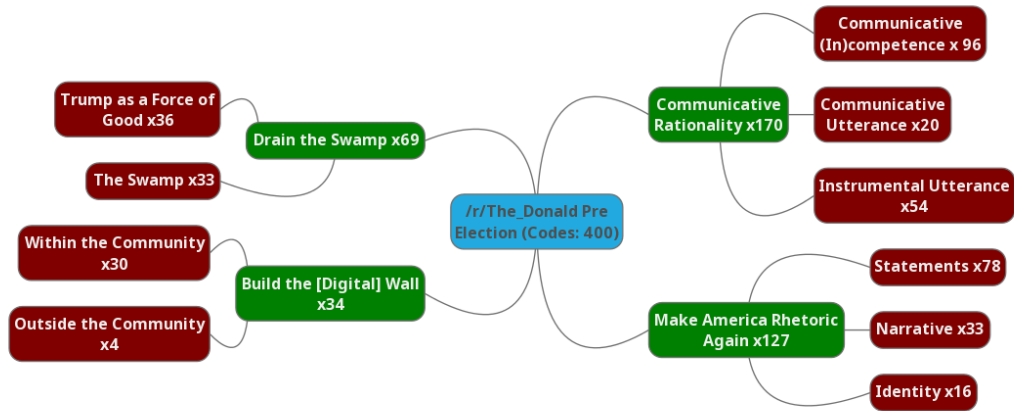 /r/The_Donald Pre
Election (Codes: 400)
Drain the Swamp x69
Trump as a Force of
Good x36
The Swamp x33
Build the [Digital] Wall
x34
Within the Community
x30
Outside the Community
x4
Communicative
Rationality x170
Communicative
(In)competence x 96
Communicative
Utterance x20
Instrumental Utterance
x54
Make America Rhetoric
Again x127
Statements x78
Narrative x33
Identity x16